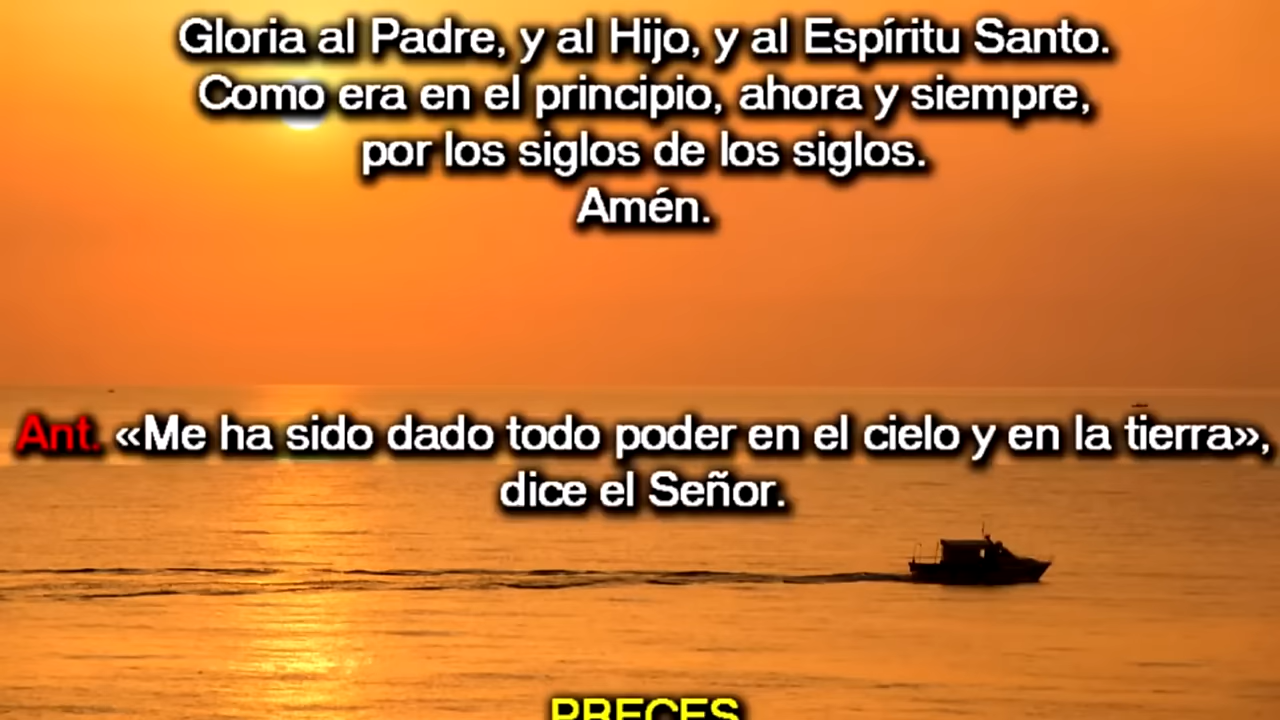 Gloria al Padre, y al Hijo, y al Espíritu Santo.
Como era en el principio, ahora y siempre,
por los siglos de los siglos.
Amén.
Ant. «Me ha sido dado todo poder en el cielo y en la tierra»,
dice el Señor.
PRECES